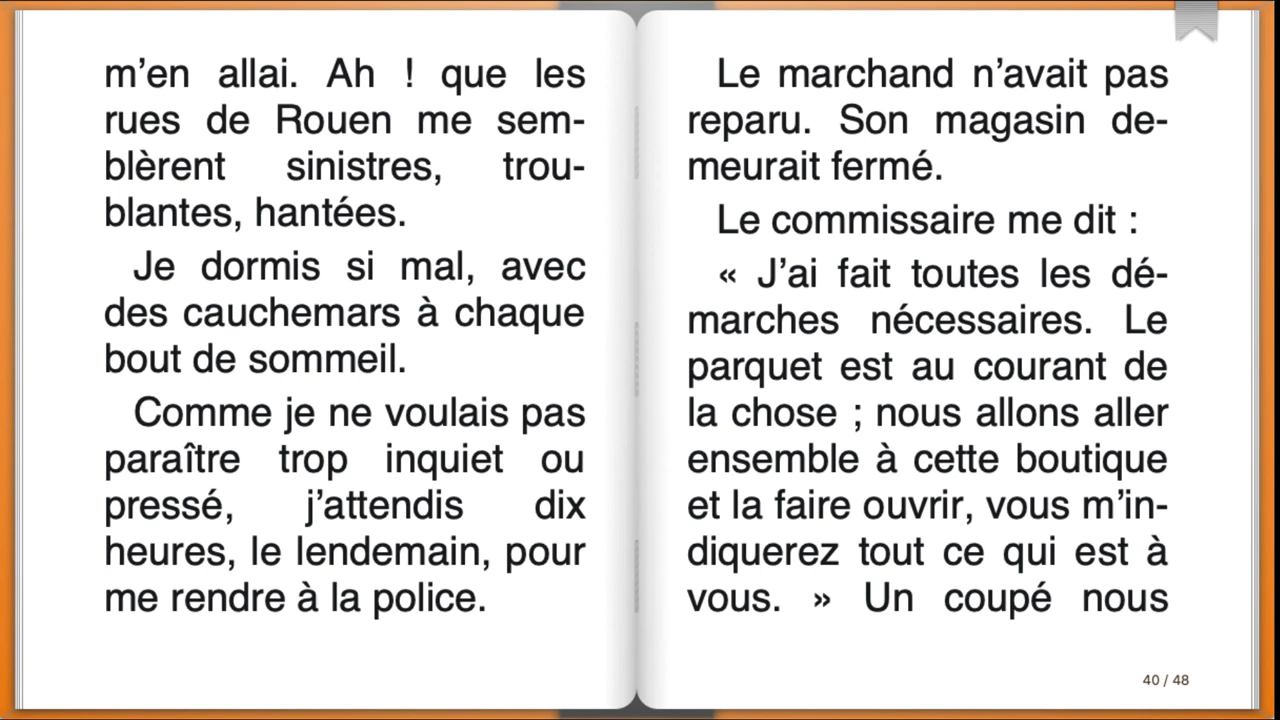 m’en allai. Ah ! que les
rues de Rouen me sem-
blèrent sinistres, trou-
blantes, hantées.
Je dormis si mal, avec
des cauchemars à chaque
bout de sommeil.
Comme je ne voulais pas
paraître trop inquiet ou
pressé, j’attendis dix
heures, le lendemain, pour
me rendre à la police.
Le marchand n’avait pas
reparu. Son magasin de-
meurait fermé.
Le commissaire me dit :
« J’ai fait toutes les dé-
marches nécessaires. Le
parquet est au courant de
la chose ; nous allons aller
ensemble à cette boutique
et la faire ouvrir, vous m’in-
diquerez tout ce qui est à
vous. » Un coupé nous
40 / 48